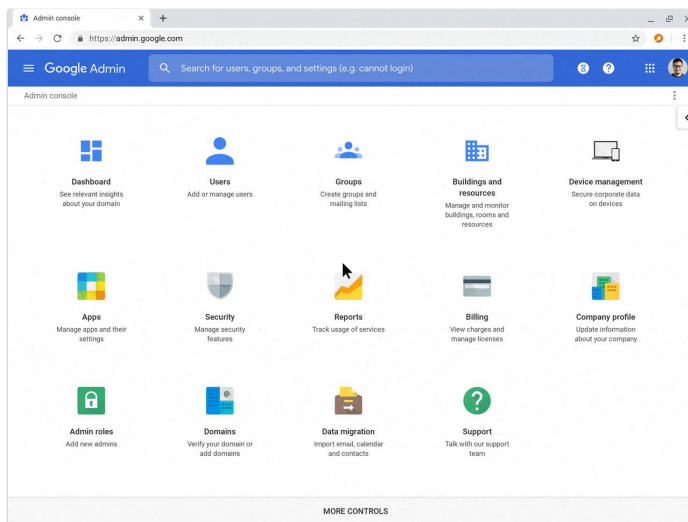 Admin console
https://admin.google.com
Google Admin
Search for users, groups, and settings (e.g. cannot login)
8
?
Admin console
Dashboard
See relevant insights
about your domain
Users
Add or manage users
Groups
Create groups and
mailing lists
Buildings and
resources
Manage and monitor
buildings, rooms and
resources
Device management
Secure corporate data
on devices
Apps
Manage apps and their
settings
Security
Manage security
features
Reports
Track usage of services
Billing
View charges and
manage licenses
Company profile
Update information
about your company
Admin roles
Add new admins
@
Domains
Verify your domain or
add domains
Data migration
Import email, calendar
and contacts
?
Support
Talk with our support
team
MORE CONTROLS